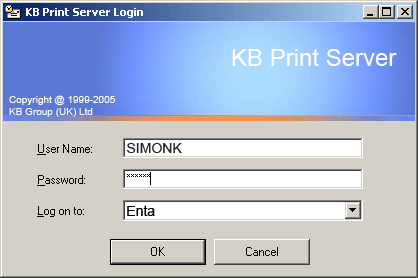 KB Print Server Login
KB Print Server
Copyright @ 1999-2005
KB Group (UK) Ltd
User Name: SIMONK
Password: ××××××
Log on to: Enta
OK Cancel